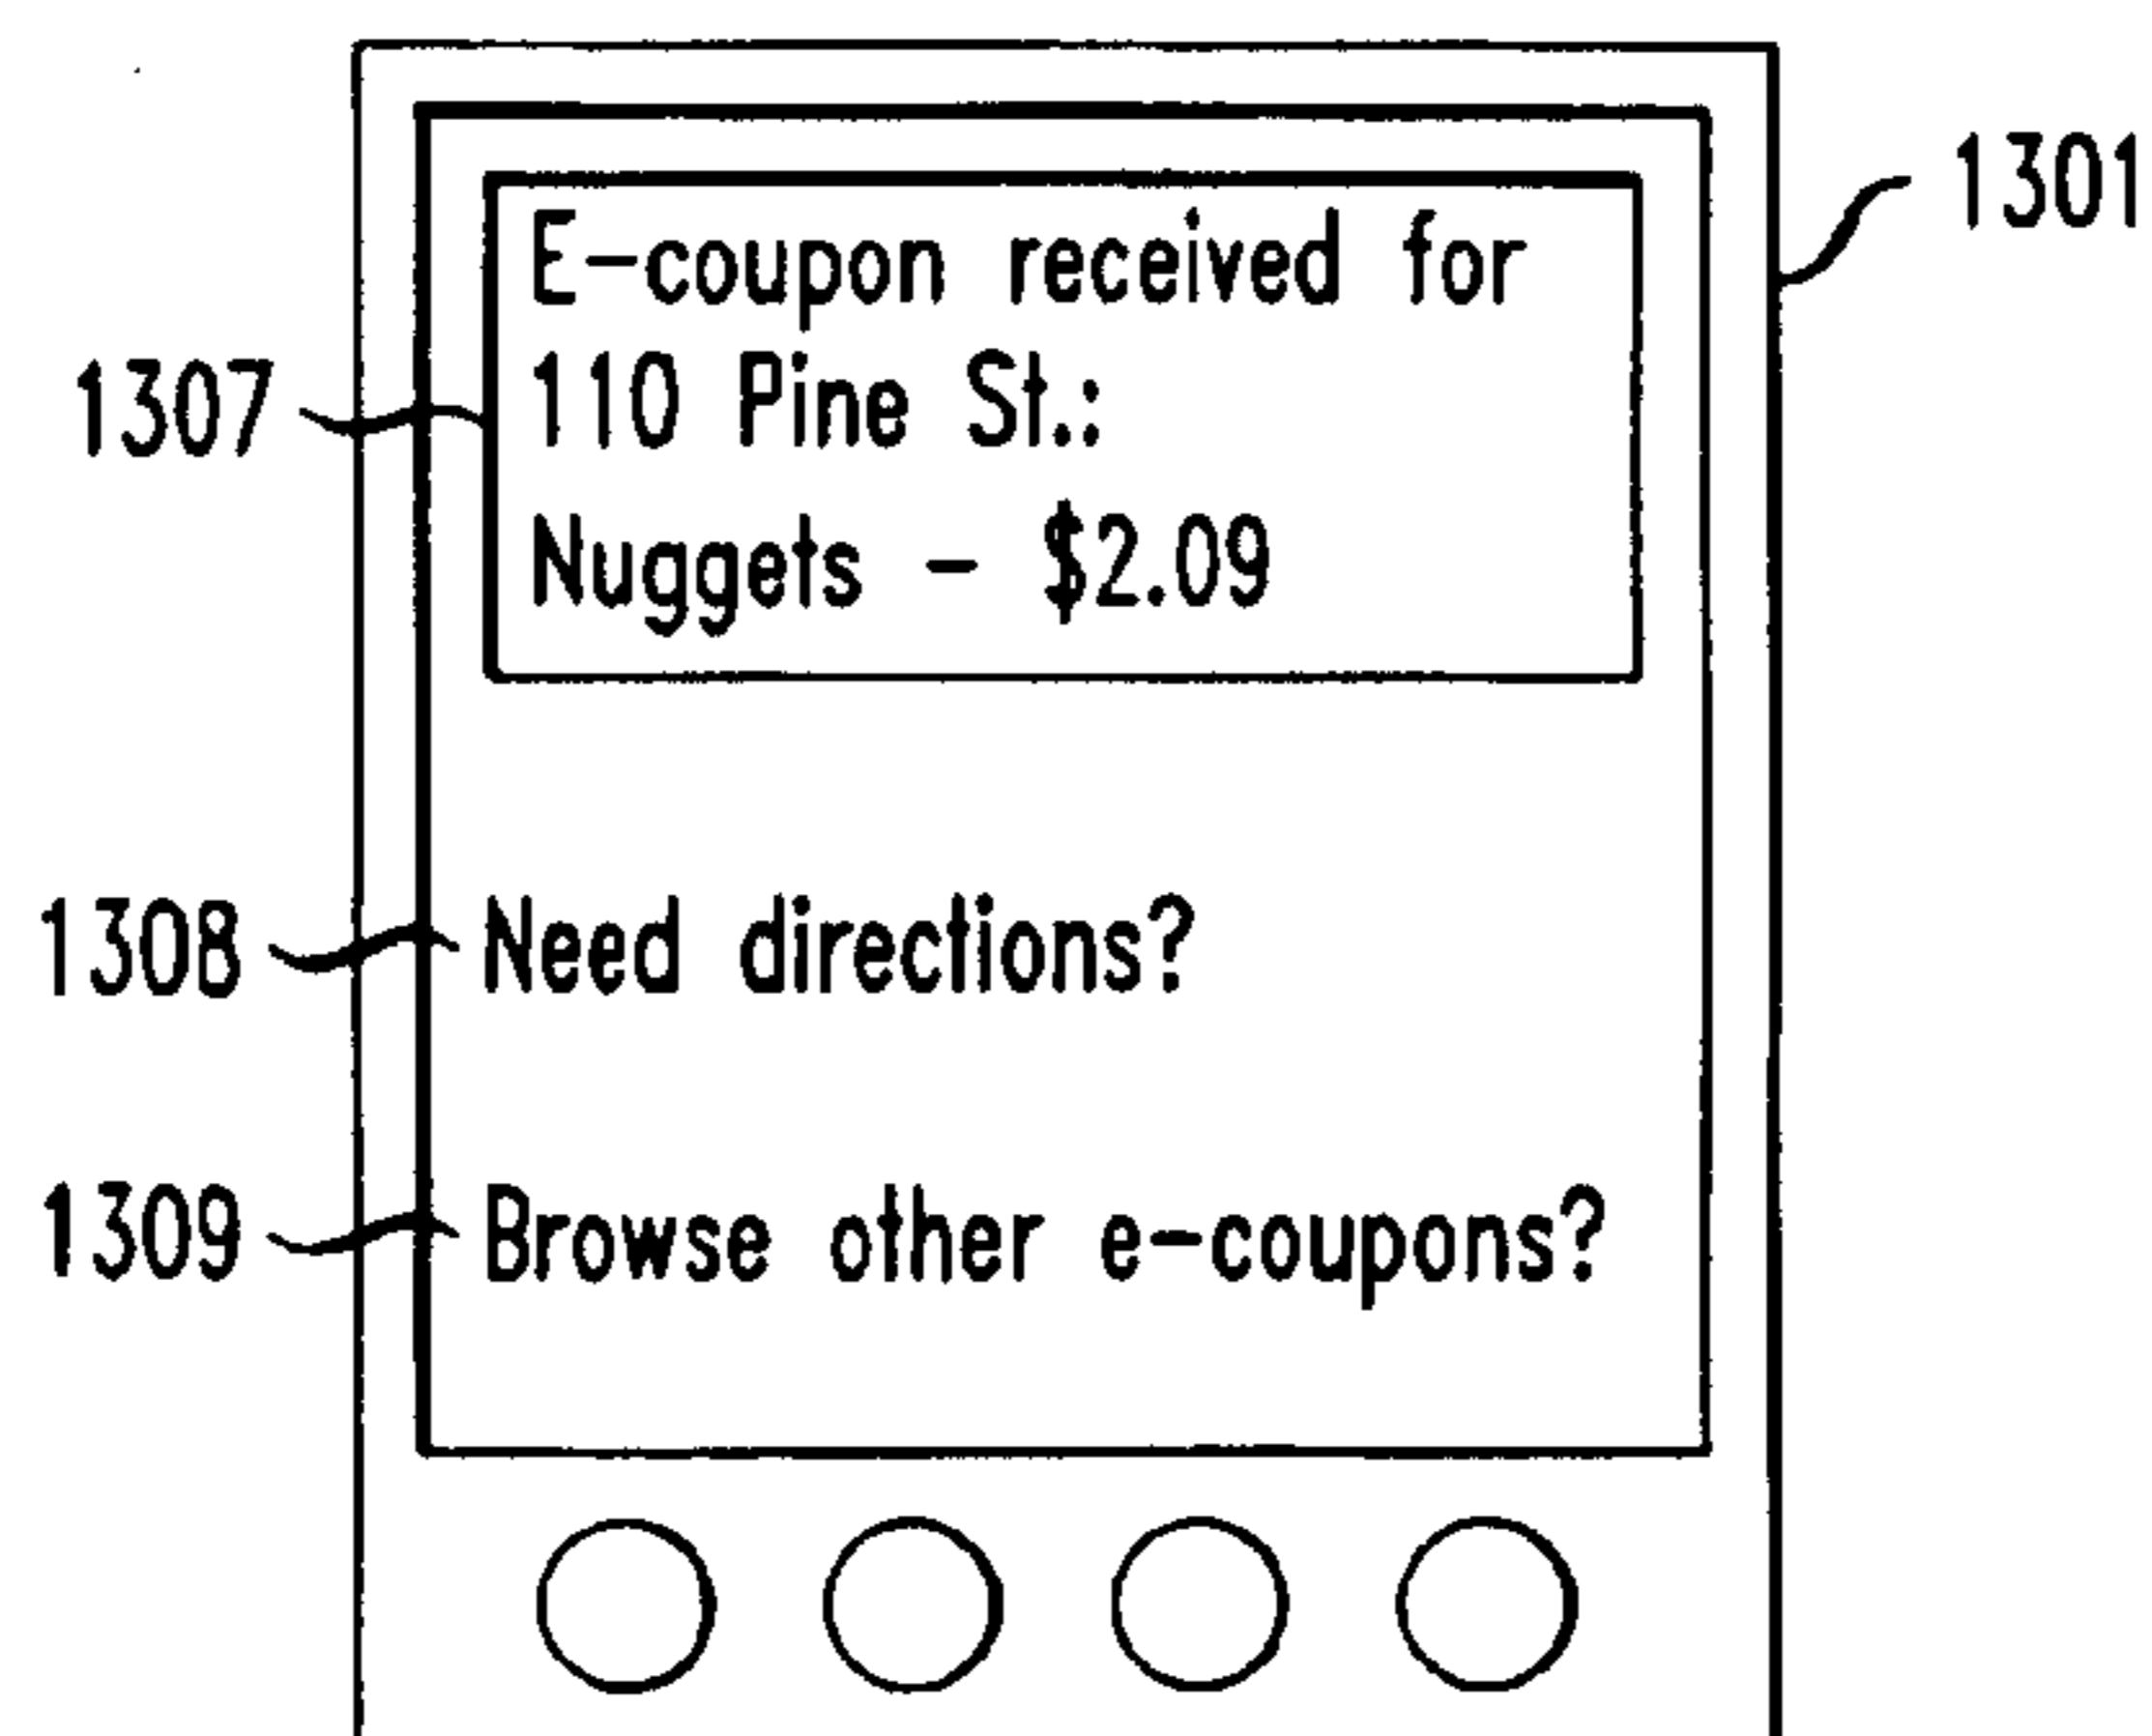 1301
E-coupon received for
1307
110 Pine St.:
Nuggets - $2.09
1308
Need directions?
1309
Browse other e-coupons?